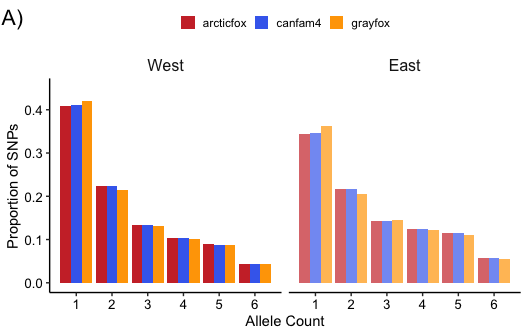 A)
arcticfox canfam4 grayfox
West East
Proportion of SNPs
0.4
0.3
0.2
0.1
0.0
1 2 3 4 5 6 1 2 3 4 5 6
Allele Count